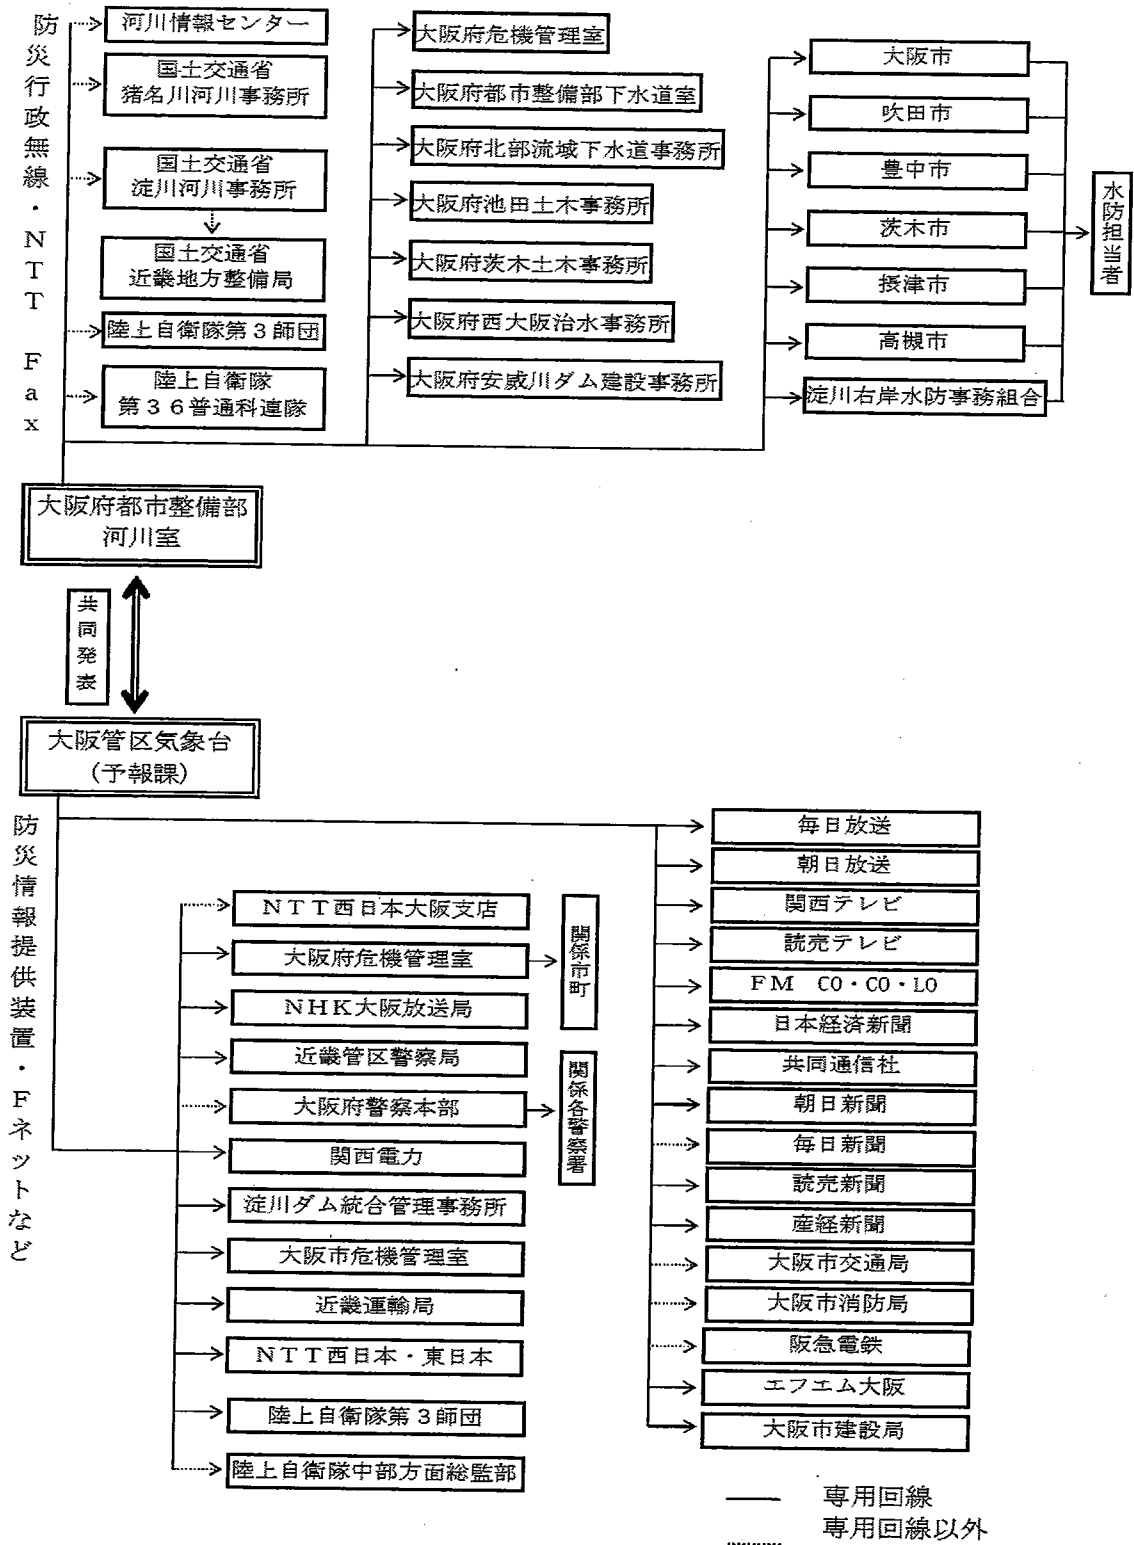 防災行政無線・NTT Fax
河川情報センター
国土交通省
猪名川河川事務所
国土交通省
淀川河川事務所
国土交通省
近畿地方整備局
陸上自衛隊第3師団
陸上自衛隊
第36普通科連隊
大阪府危機管理室
大阪府都市整備部下水道室
大阪府北部流域下水道事務所
大阪府池田土木事務所
大阪府茨木土木事務所
大阪府西大阪治水事務所
大阪府安威川ダム建設事務所
大阪市
吹田市
豊中市
茨木市
摂津市
高槻市
淀川右岸水防事務組合
水防担当者
大阪府都市整備部
河川室
共同発表
大阪管区気象台
(予報課)
防災情報提供装置・Fネットなど
NTT西日本大阪支店
大阪府危機管理室
NHK大阪放送局
近畿管区警察局
大阪府警察本部
関西電力
淀川ダム統合管理事務所
大阪市危機管理室
近畿運輸局
NTT西日本・東日本
陸上自衛隊第3師団
陸上自衛隊中部方面総監部
関係市町
関係各警察署
毎日放送
朝日放送
関西テレビ
読売テレビ
FM CO・CO・LO
日本経済新聞
共同通信社
朝日新聞
毎日新聞
読売新聞
産経新聞
大阪市交通局
大阪市消防局
阪急電鉄
エフエム大阪
大阪市建設局
専用回線
専用回線以外